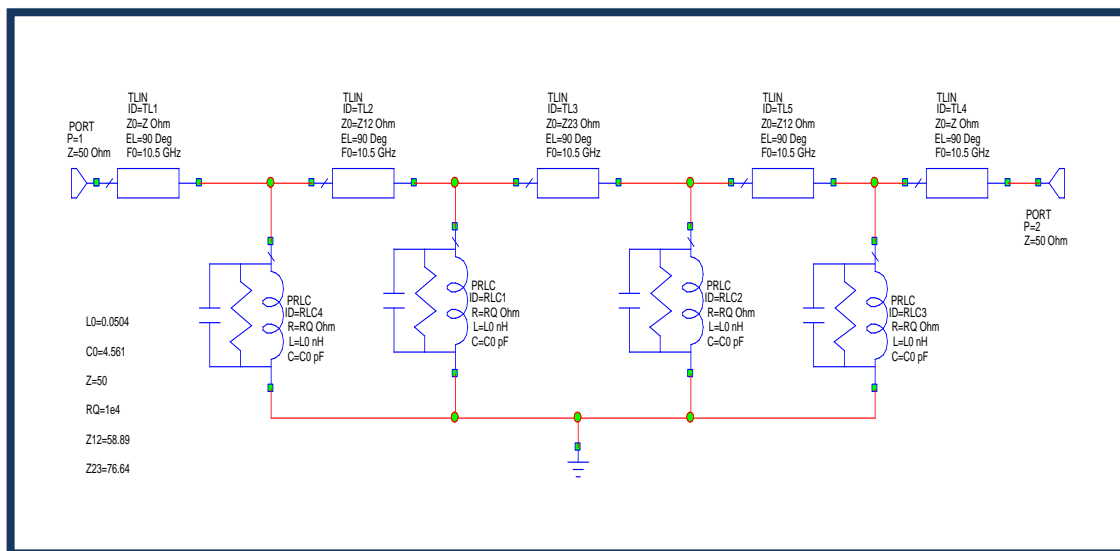 PORT
P=1
Z=50 Ohm
TLIN
ID=TL1
Z0=Z Ohm
EL=90 Deg
F0=10.5 GHz
TLIN
ID=TL2
Z0=Z12 Ohm
EL=90 Deg
F0=10.5 GHz
TLIN
ID=TL3
Z0=Z23 Ohm
EL=90 Deg
F0=10.5 GHz
TLIN
ID=TL5
Z0=Z12 Ohm
EL=90 Deg
F0=10.5 GHz
TLIN
ID=TL4
Z0=Z Ohm
EL=90 Deg
F0=10.5 GHz
PORT
P=2
Z=50 Ohm
PRLC
ID=RLC4
R=RQ Ohm
L=L0 nH
C=C0 pF
PRLC
ID=RLC1
R=RQ Ohm
L=L0 nH
C=C0 pF
PRLC
ID=RLC2
R=RQ Ohm
L=L0 nH
C=C0 pF
PRLC
ID=RLC3
R=RQ Ohm
L=L0 nH
C=C0 pF
L0=0.0504
C0=4.561
Z=50
RQ=1e4
Z12=58.89
Z23=76.64